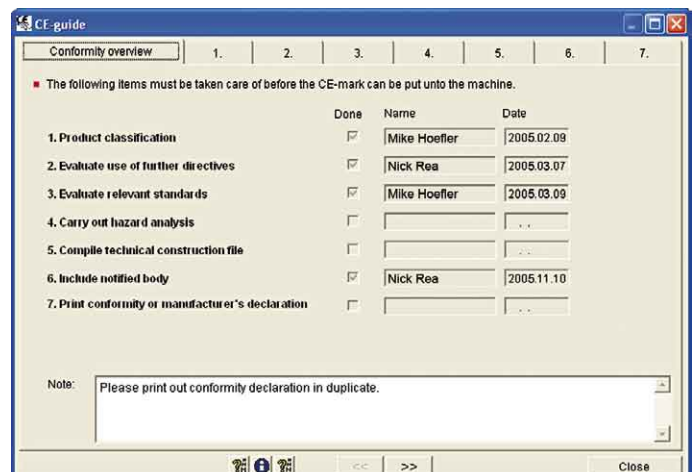 CE-guide
Conformity overview 1. 2. 3. 4. 5. 6. 7.
The following items must be taken care of before the CE-mark can be put unto the machine.
Done Name Date
1. Product classification Mike Hoefler 2005.02.09
2. Evaluate use of further directives Nick Rea 2005.03.07
3. Evaluate relevant standards Mike Hoefler 2005.03.09
4. Carry out hazard analysis . .
5. Compile technical construction file . .
6. Include notified body Nick Rea 2005.11.10
7. Print conformity or manufacturer's declaration . .
Note: Please print out conformity declaration in duplicate.
<< >> Close